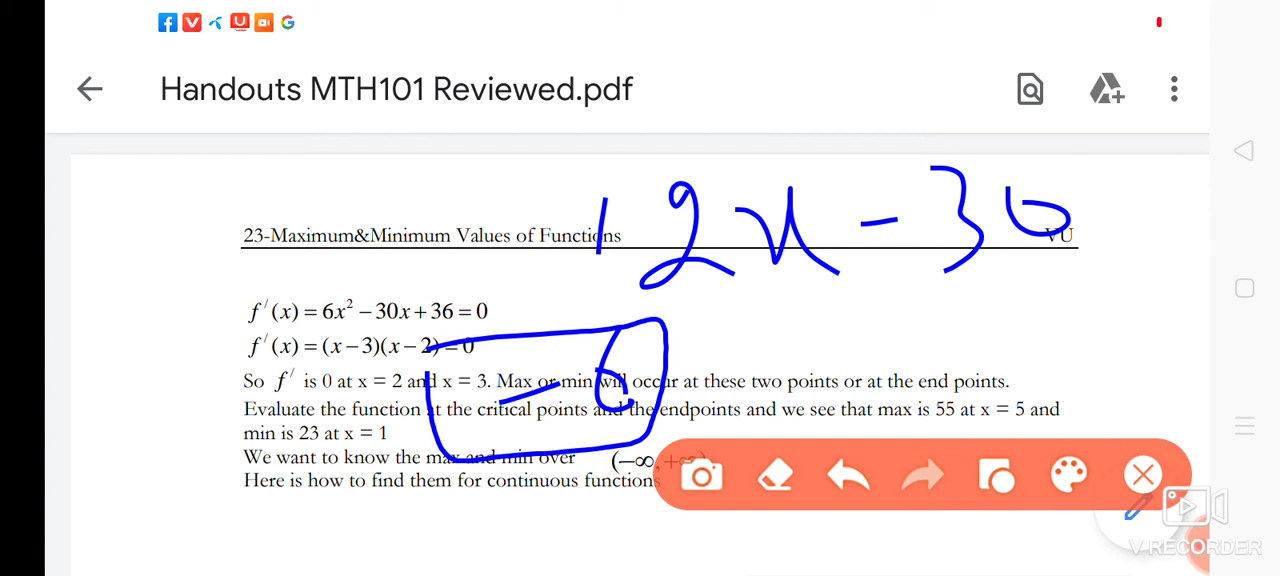 Handouts MTH101 Reviewed.pdf
12x - 30
23-Maximum&Minimum Values of Functions VU
f′(x) = 6x² − 30x + 36 = 0
f′(x) = (x − 3)(x − 2) = 0
So f′ is 0 at x = 2 and x = 3. Max or min will occur at these two points or at the end points.
Evaluate the function at the critical points and the endpoints and we see that max is 55 at x = 5 and
min is 23 at x = 1
We want to know the max and min over (−∞, +∞)
Here is how to find them for continuous functions
V RECORDER